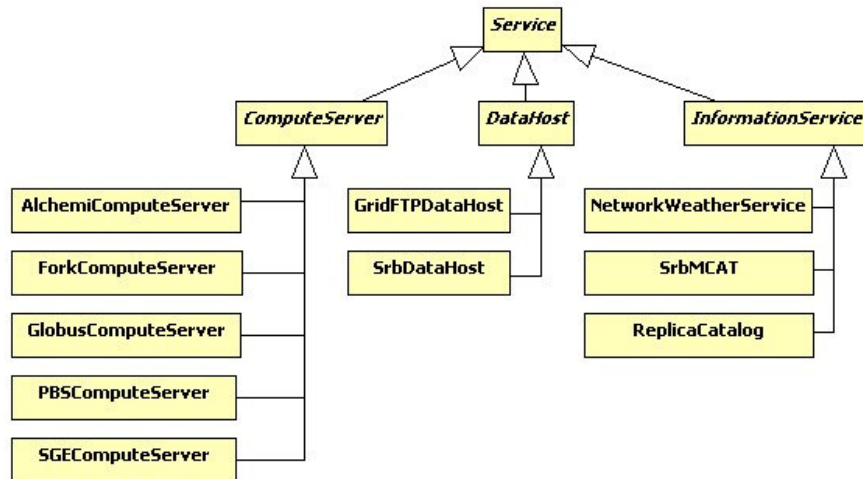 Service
ComputeServer
DataHost
InformationService
AlchemiComputeServer
ForkComputeServer
GlobusComputeServer
PBSComputeServer
SGEComputeServer
GridFTPDataHost
SrbDataHost
NetworkWeatherService
SrbMCAT
ReplicaCatalog